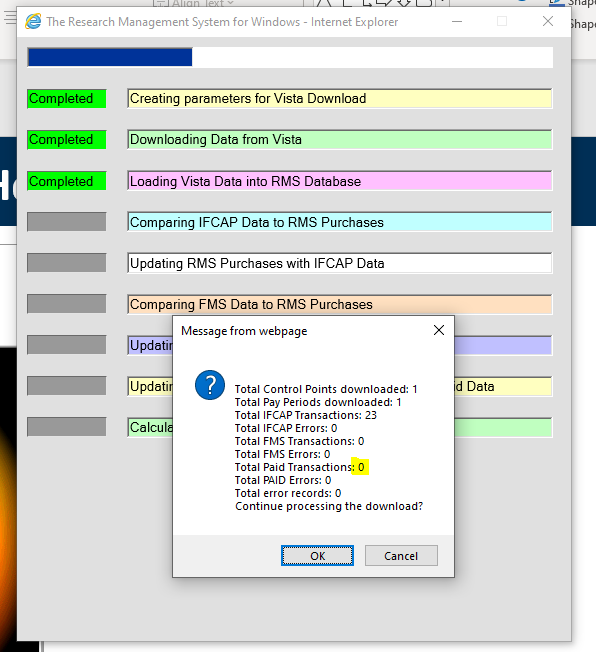 Align Text
Shape
The Research Management System for Windows - Internet Explorer
Shape
Completed
Creating parameters for Vista Download
Completed
Downloading Data from Vista
Completed
Loading Vista Data into RMS Database
Comparing IFCAP Data to RMS Purchases
Updating RMS Purchases with IFCAP Data
Comparing FMS Data to RMS Purchases
Message from webpage
Total Control Points downloaded: 1
Total Pay Periods downloaded: 1
Total IFCAP Transactions: 23
Total IFCAP Errors: 0
Total FMS Transactions: 0
Total FMS Errors: 0
Total Paid Transactions: 0
Total PAID Errors: 0
Total error records: 0
Continue processing the download?
OK
Cancel
Updatin
Updatin
id Data
Calcula